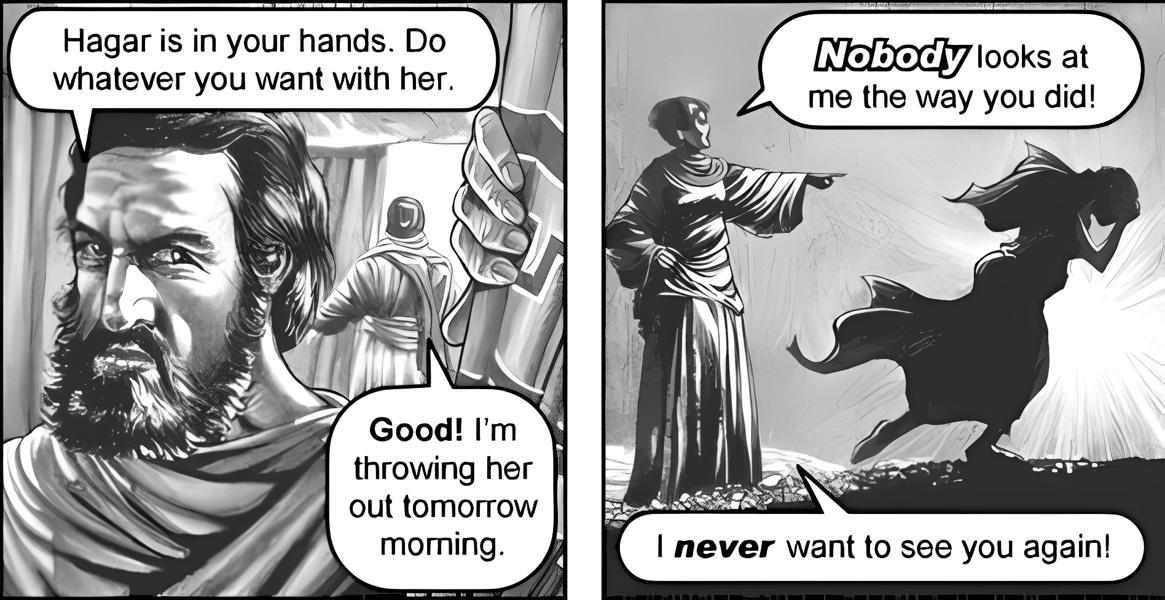 Hagar is in your hands. Do
whatever you want with her.
Good! I'm
throwing her
out tomorrow
morning.
Nobody looks at
me the way you did!
I never want to see you again!